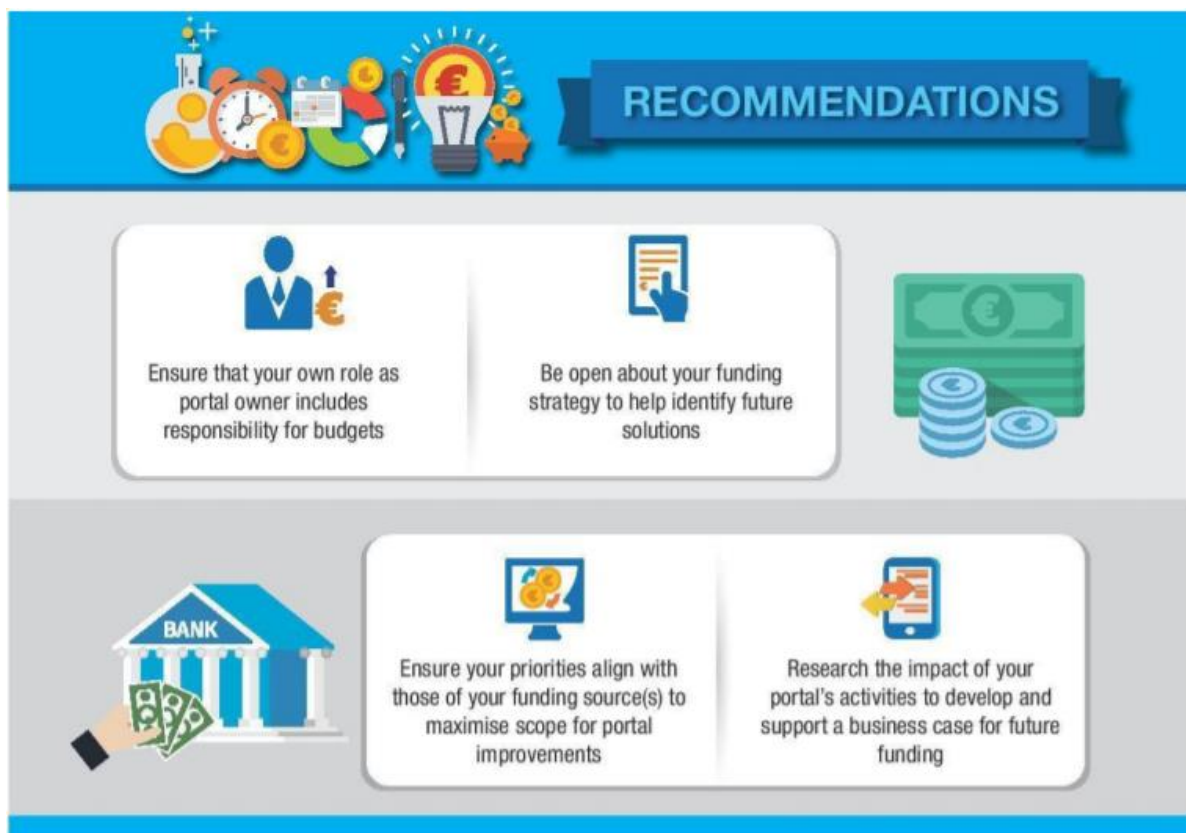 RECOMMENDATIONS
Ensure that your own role as
portal owner includes
responsibility for budgets
Be open about your funding
strategy to help identify future
solutions
BANK
Ensure your priorities align with
those of your funding source(s) to
maximise scope for portal
improvements
Research the impact of your
portal's activities to develop and
support a business case for future
funding